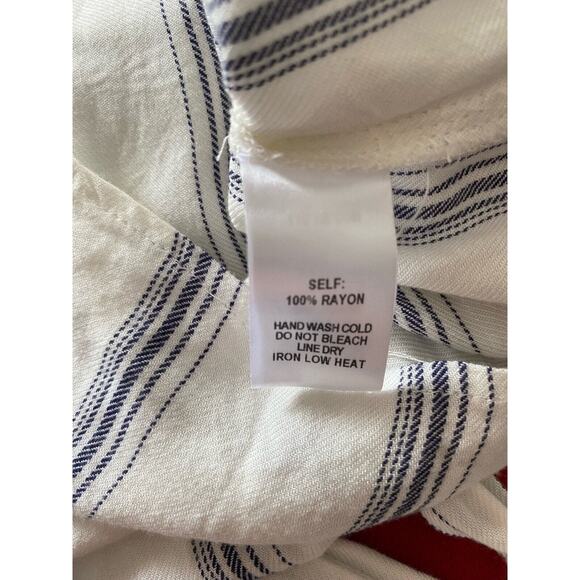 SELF:
100% RAYON
HAND WASH COLD
DO NOT BLEACH
LINE DRY
IRON LOW HEAT